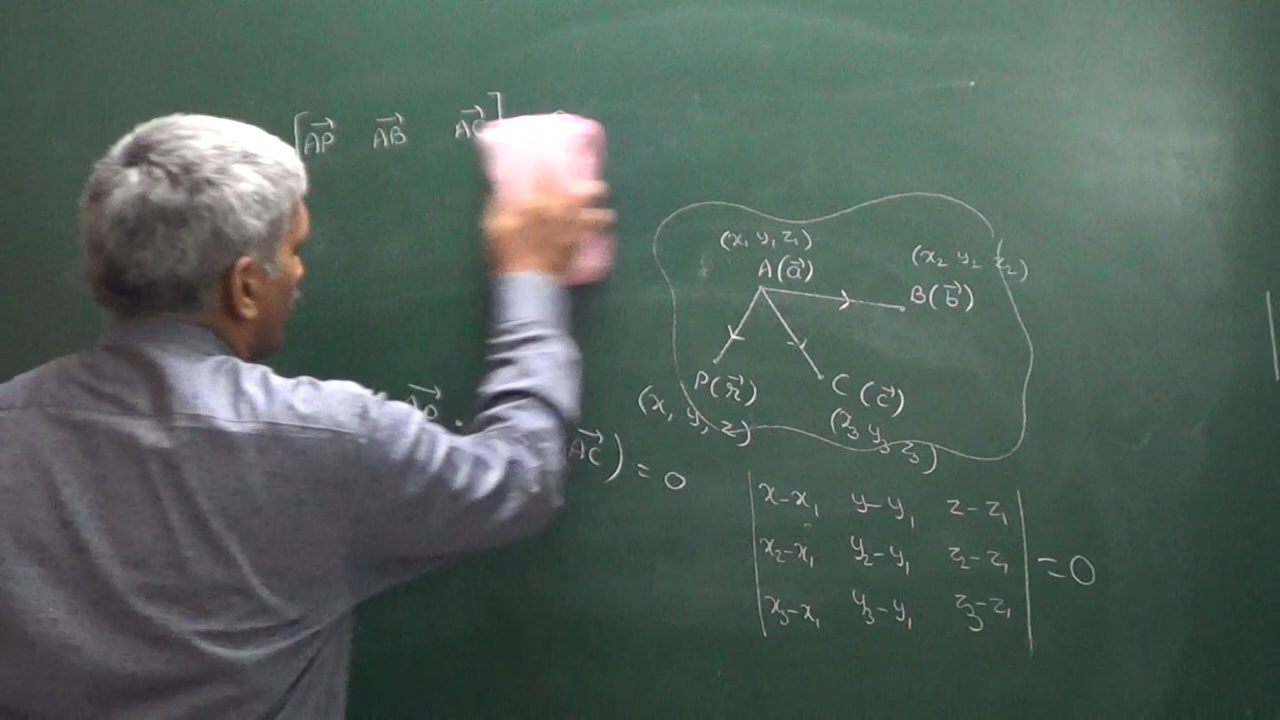 [AP⃗ AB⃗ AC⃗]
(x₁ y₁ z₁)
A(a⃗)
(x₂ y₂ z₂)
B(b⃗)
P(r⃗)
(x, y, z)
C (c⃗)
y₃ z₃)
AC⃗) = 0
| x-x₁ y-y₁ z-z₁ |
| x₂-x₁ y₂-y₁ z₂-z₁ | = 0
| x₃-x₁ y₃-y₁ z₃-z₁ |